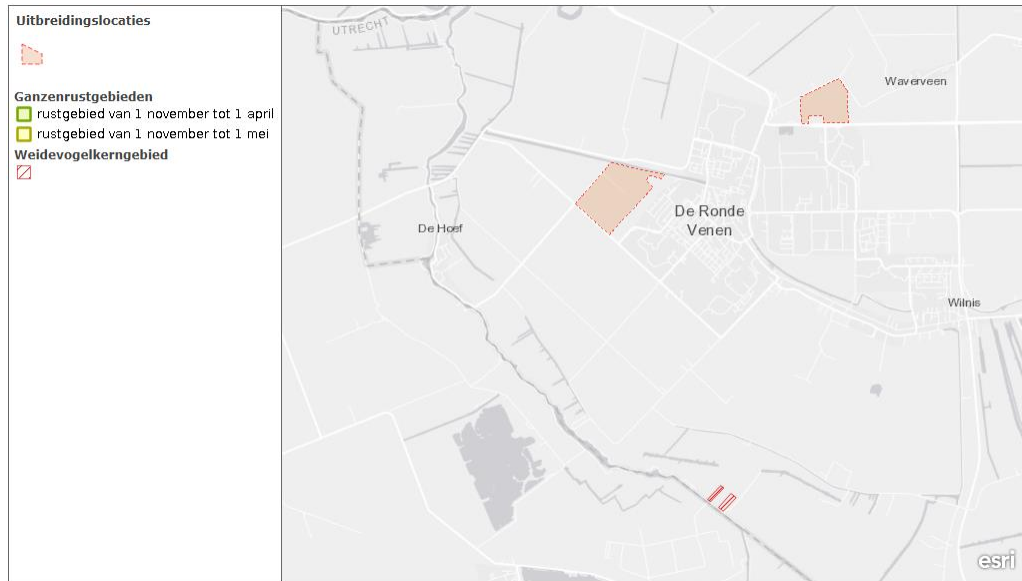 Uitbreidingslocaties
Ganzenrustgebieden
rustgebied van 1 november tot 1 april
rustgebied van 1 november tot 1 mei
Weidevogelkerngebied
UTRECHT
Waverveen
De Ronde
Venen
De Hoef
Wilnis
esri